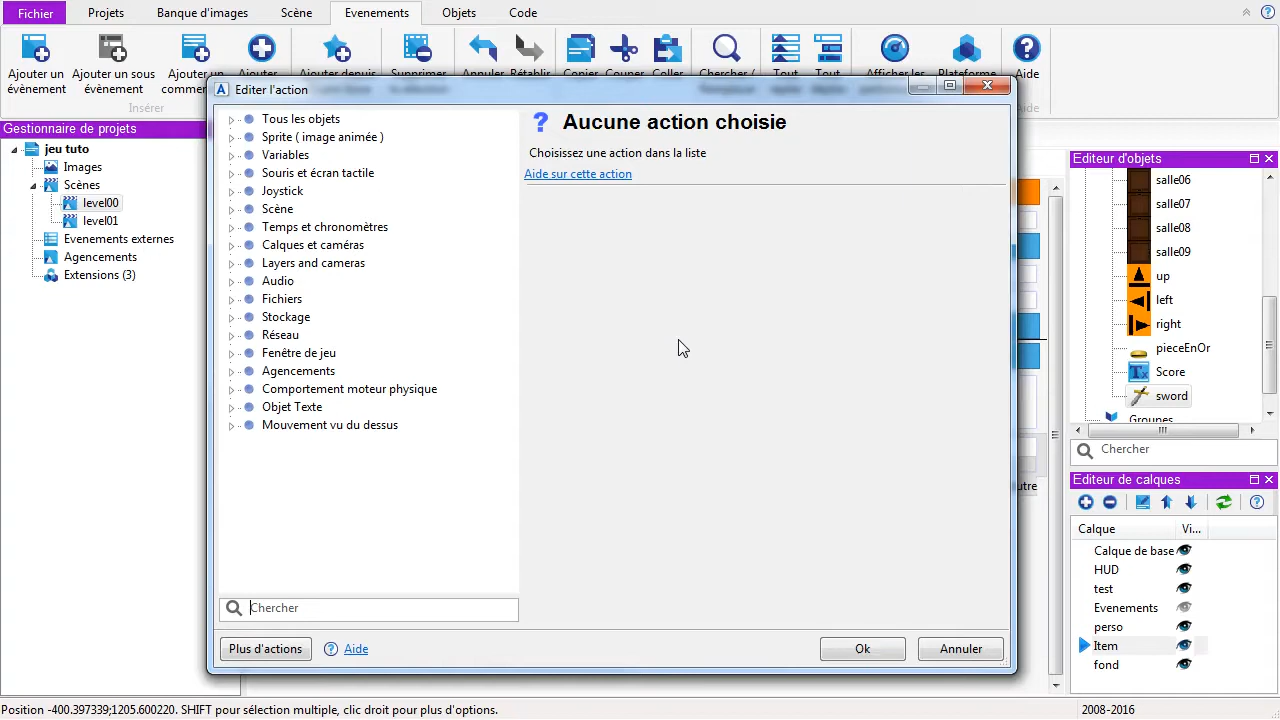 Fichier Projets Banque d'images Scène Evenements Objets Code
Ajouter un évènement
Ajouter un sous évènement
Ajouter un
Ajouter
Ajouter depuis
Supprimer
Annuler
Rétablir
Copier
Couper
Coller
Chercher /
Tout
Tout
Afficher les
Plateforme
Aide
Insérer
Gestionnaire de projets
jeu tuto
Images
Scènes
level00
level01
Evenements externes
Agencements
Extensions (3)
Editer l'action
Tous les objets
Sprite ( image animée )
Variables
Souris et écran tactile
Joystick
Scène
Temps et chronomètres
Calques et caméras
Layers and cameras
Audio
Fichiers
Stockage
Réseau
Fenêtre de jeu
Agencements
Comportement moteur physique
Objet Texte
Mouvement vu du dessus
Chercher
Plus d'actions
Aide
? Aucune action choisie
Choisissez une action dans la liste
Aide sur cette action
Ok
Annuler
Editeur d'objets
salle06
salle07
salle08
salle09
up
left
right
pieceEnOr
Score
sword
Groupes
Chercher
Editeur de calques
Calque Vi...
Calque de base
HUD
test
Evenements
perso
Item
fond
Position -400.397339;1205.600220. SHIFT pour sélection multiple, clic droit pour plus d'options.
2008-2016